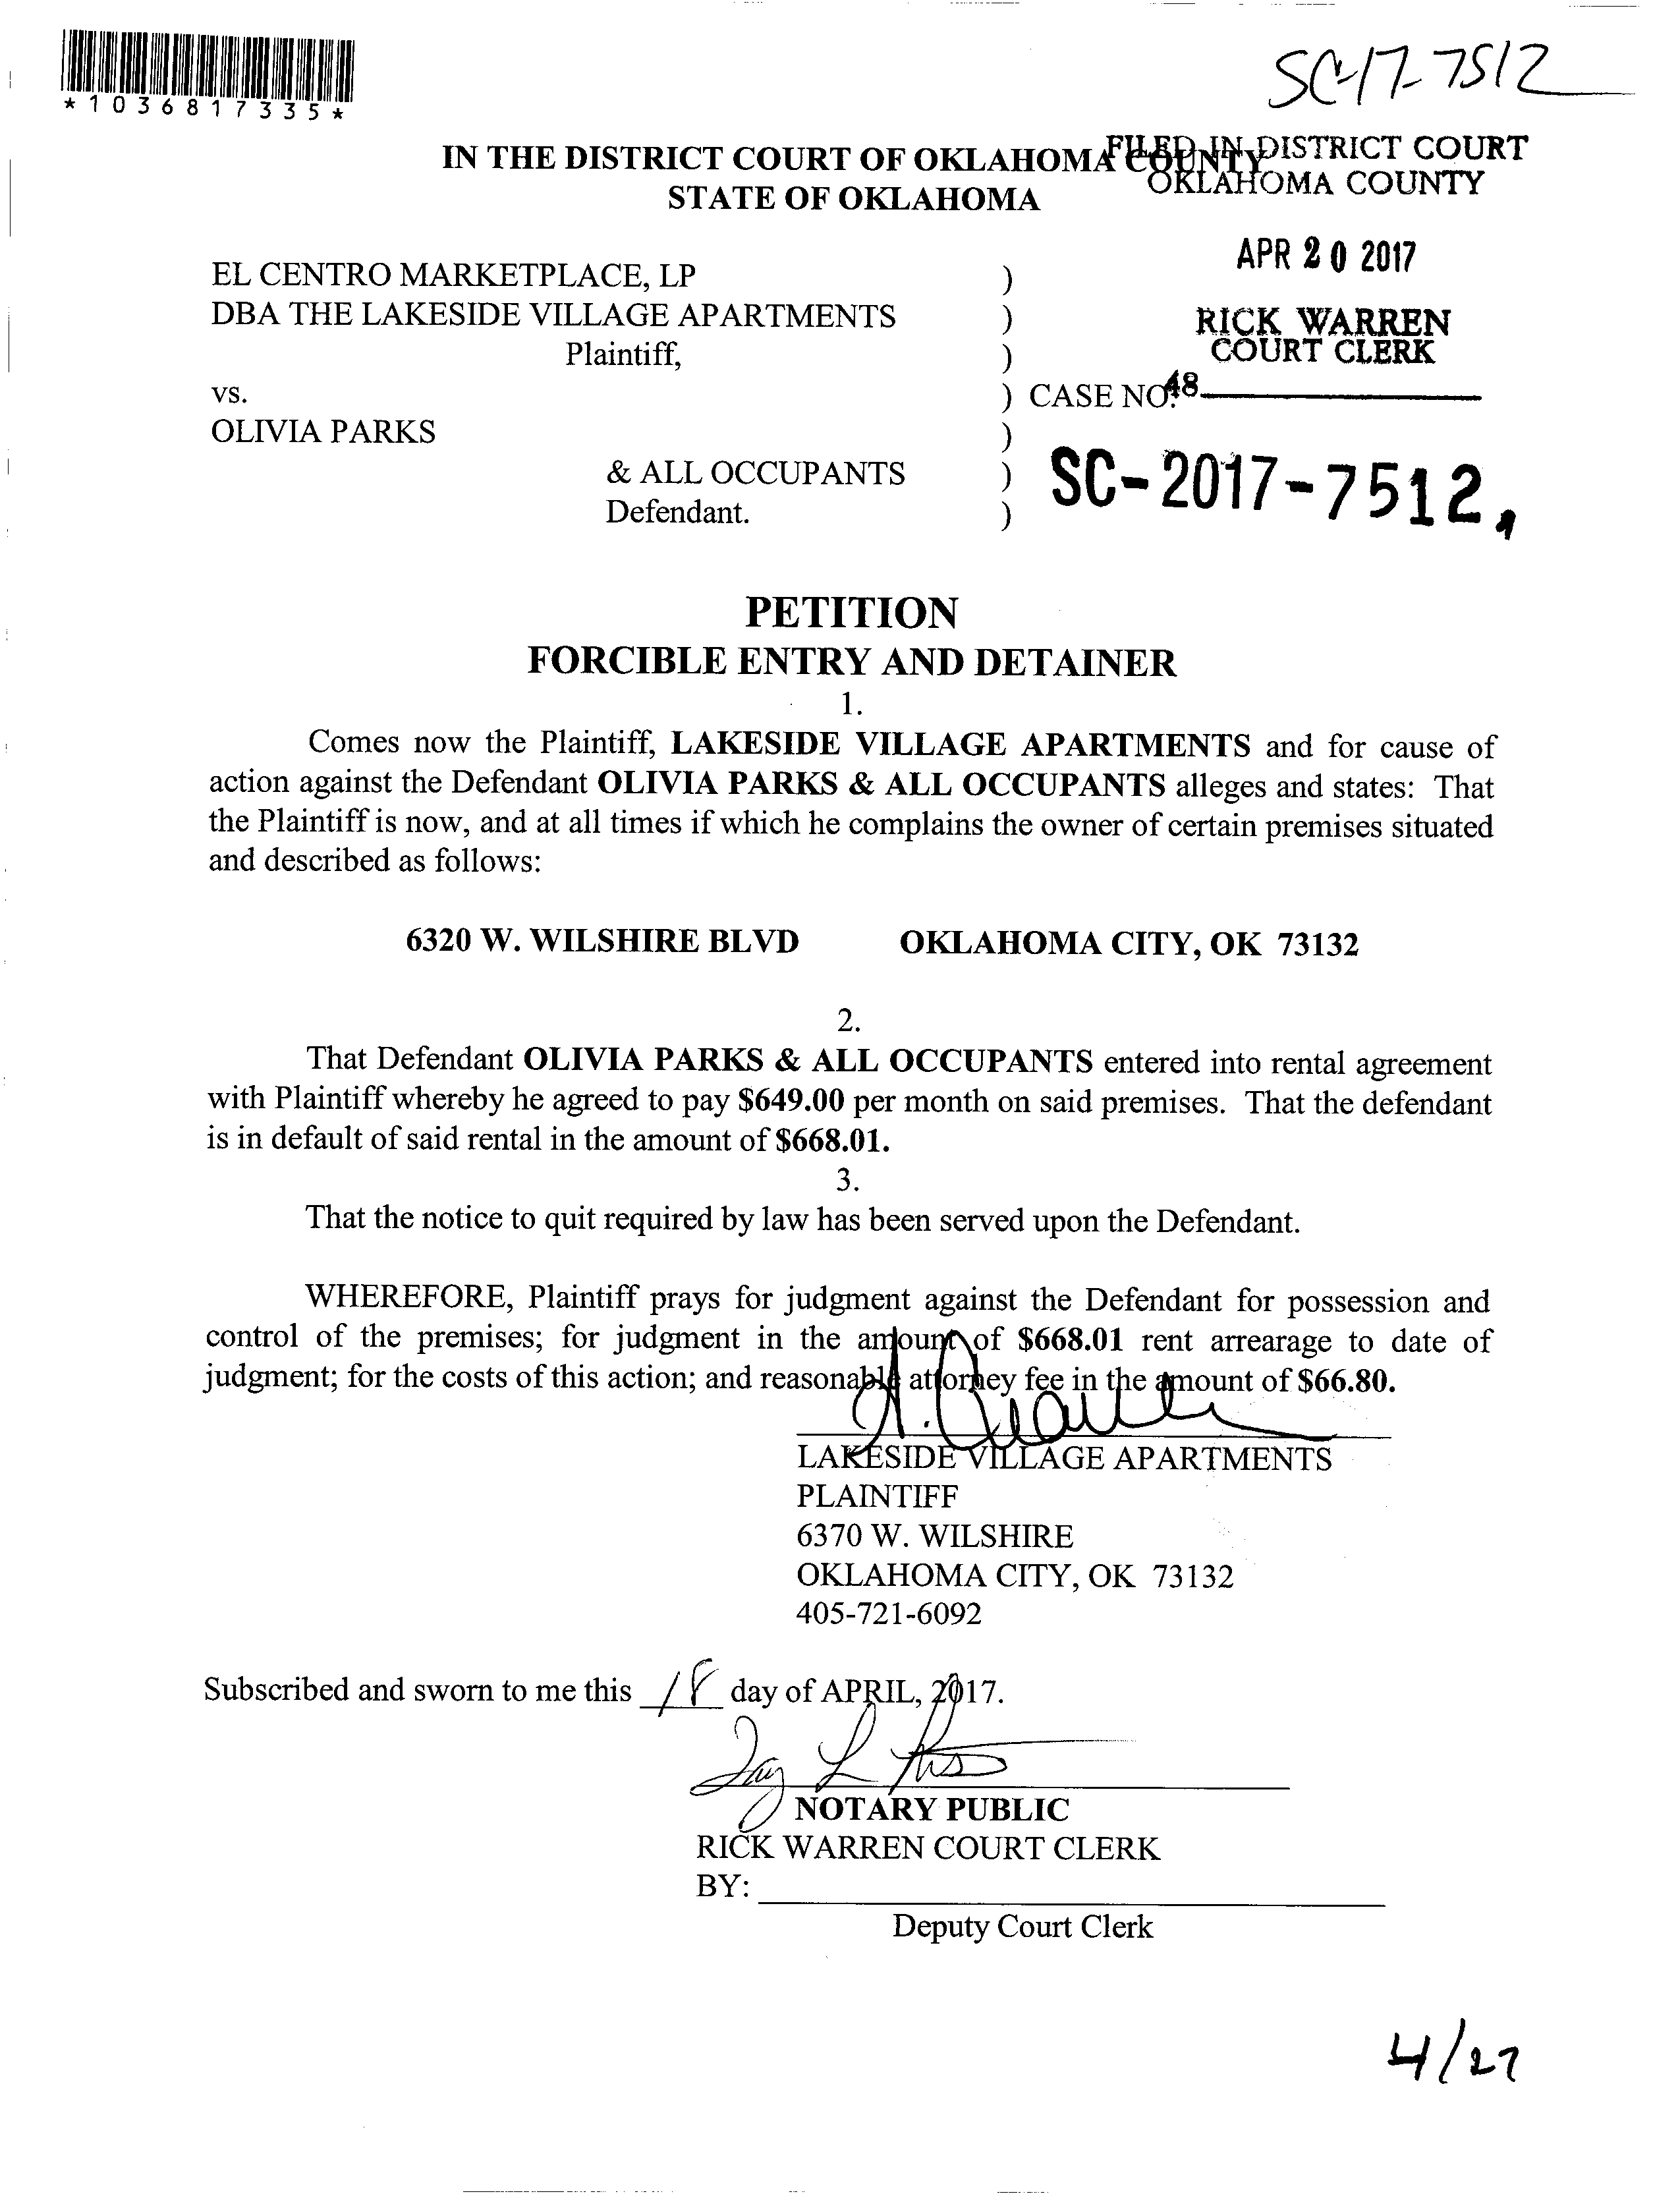 SC-17-7512
*1036817335*
IN THE DISTRICT COURT OF OKLAHOMA COUNTY
STATE OF OKLAHOMA
FILED IN DISTRICT COURT
OKLAHOMA COUNTY
APR 20 2017
RICK WARREN
COURT CLERK
48
EL CENTRO MARKETPLACE, LP )
DBA THE LAKESIDE VILLAGE APARTMENTS )
Plaintiff, )
vs. ) CASE NO.
OLIVIA PARKS )
& ALL OCCUPANTS )
Defendant. )
SC-2017-7512
PETITION
FORCIBLE ENTRY AND DETAINER
1.
Comes now the Plaintiff, LAKESIDE VILLAGE APARTMENTS and for cause of
action against the Defendant OLIVIA PARKS & ALL OCCUPANTS alleges and states: That
the Plaintiff is now, and at all times if which he complains the owner of certain premises situated
and described as follows:
6320 W. WILSHIRE BLVD OKLAHOMA CITY, OK 73132
2.
That Defendant OLIVIA PARKS & ALL OCCUPANTS entered into rental agreement
with Plaintiff whereby he agreed to pay $649.00 per month on said premises. That the defendant
is in default of said rental in the amount of $668.01.
3.
That the notice to quit required by law has been served upon the Defendant.
WHEREFORE, Plaintiff prays for judgment against the Defendant for possession and
control of the premises; for judgment in the amount of $668.01 rent arrearage to date of
judgment; for the costs of this action; and reasonable attorney fee in the amount of $66.80.
LAKESIDE VILLAGE APARTMENTS
PLAINTIFF
6370 W. WILSHIRE
OKLAHOMA CITY, OK 73132
405-721-6092
Subscribed and sworn to me this 18 day of APRIL, 2017.
NOTARY PUBLIC
RICK WARREN COURT CLERK
BY:
Deputy Court Clerk
4/27